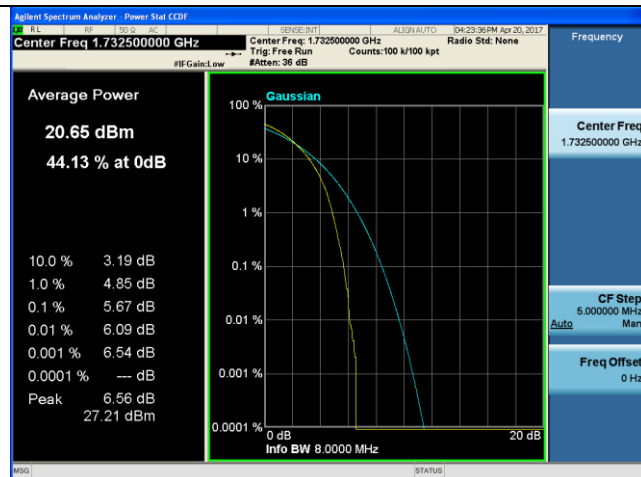 Agilent Spectrum Analyzer - Power Stat CCDF
RL RF 50 Ω AC SENSE:INT ALIGN AUTO 04:23:36PM Apr 20, 2017
Center Freq 1.732500000 GHz
Center Freq: 1.732500000 GHz Radio Std: None
Trig: Free Run Counts:100 k/100 kpt
#IFGain:Low #Atten: 36 dB
Frequency
Average Power
20.65 dBm
44.13 % at 0dB
10.0 % 3.19 dB
1.0 % 4.85 dB
0.1 % 5.67 dB
0.01 % 6.09 dB
0.001 % 6.54 dB
0.0001 % --- dB
Peak 6.56 dB
27.21 dBm
Gaussian
100 %
10 %
1 %
0.1 %
0.01 %
0.001 %
0.0001 %
0 dB 20 dB
Info BW 8.0000 MHz
Center Freq
1.732500000 GHz
CF Step
5.000000 MHz
Auto Man
Freq Offset
0 Hz
MSG STATUS